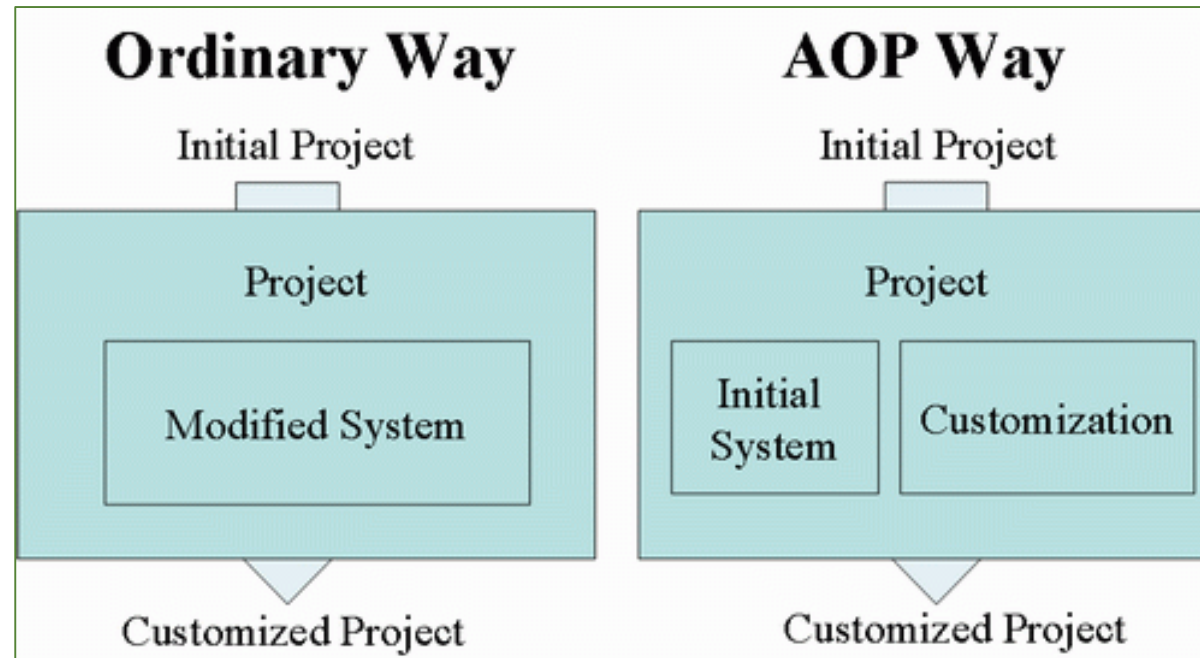 Ordinary Way
Initial Project
Project
Modified System
Customized Project
AOP Way
Initial Project
Project
Initial
System
Customization
Customized Project